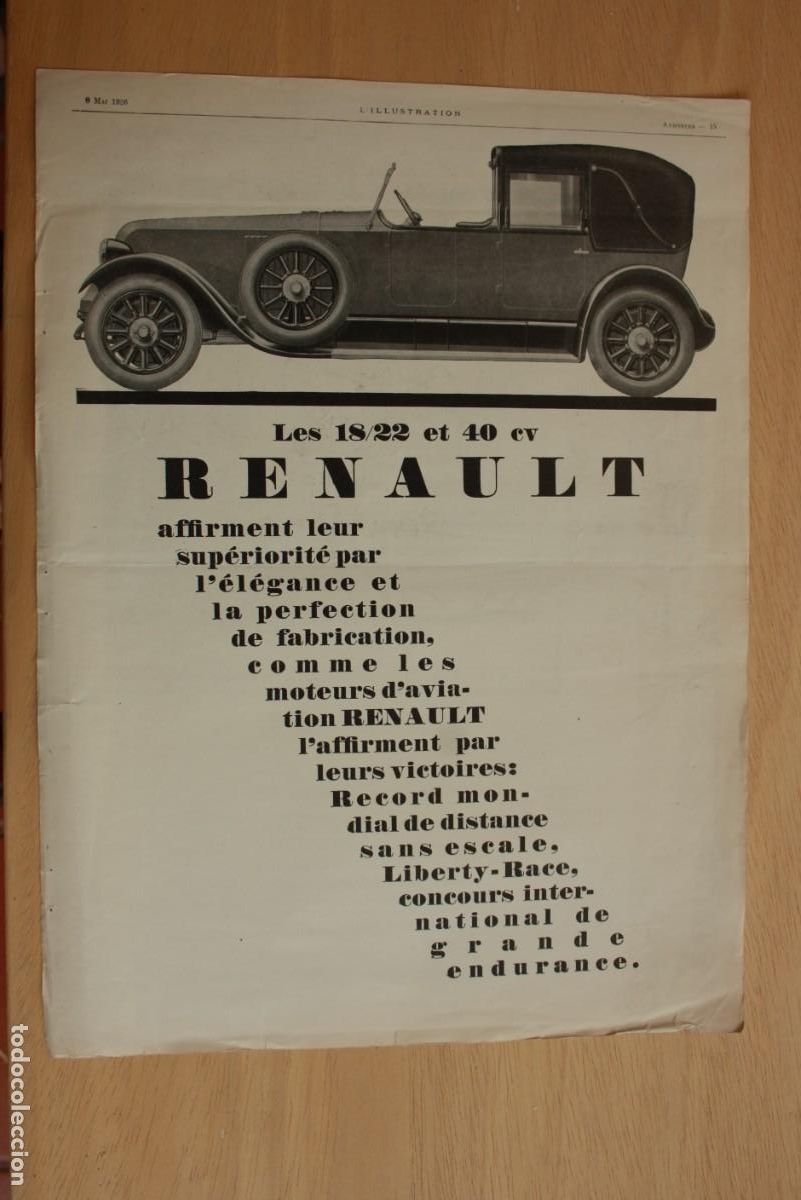 8 Mai 1926
L'ILLUSTRATION
Annonces — 15
Les 18/22 et 40 cv
RENAULT
affirment leur
supériorité par
l'élégance et
la perfection
de fabrication,
comme les
moteurs d'avia-
tion RENAULT
l'affirment par
leurs victoires:
Record mon-
dial de distance
sans escale,
Liberty-Race,
concours inter-
national de
grande
endurance.
todocoleccion